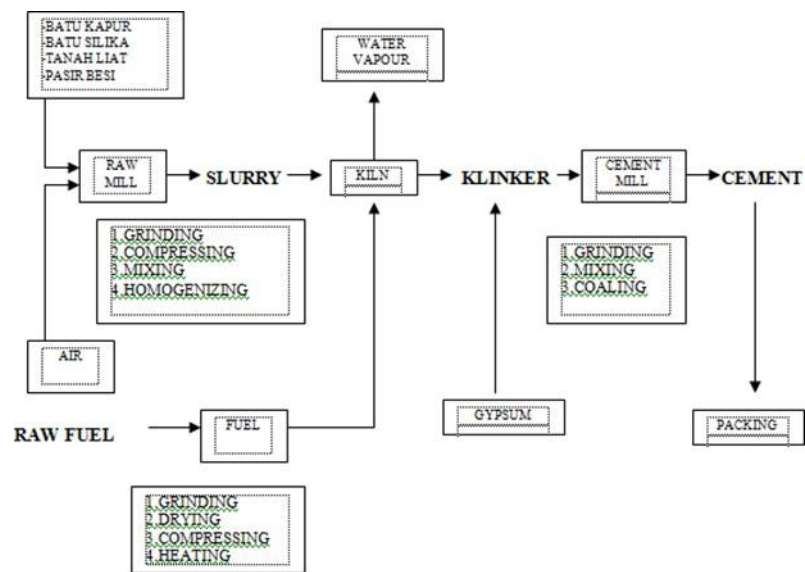 -BATU KAPUR
-BATU SILIKA
-TANAH LIAT
-PASIR BESI
WATER
VAPOUR
RAW
MILL
SLURRY
KILN
KLINKER
CEMENT
MILL
CEMENT
1.GRINDING
2.COMPRESSING
3.MIXING
4.HOMOGENIZING
1.GRINDING
2.MIXING
3.COALING
AIR
RAW FUEL
FUEL
GYPSUM
PACKING
1.GRINDING
2.DRYING
3.COMPRESSING
4.HEATING